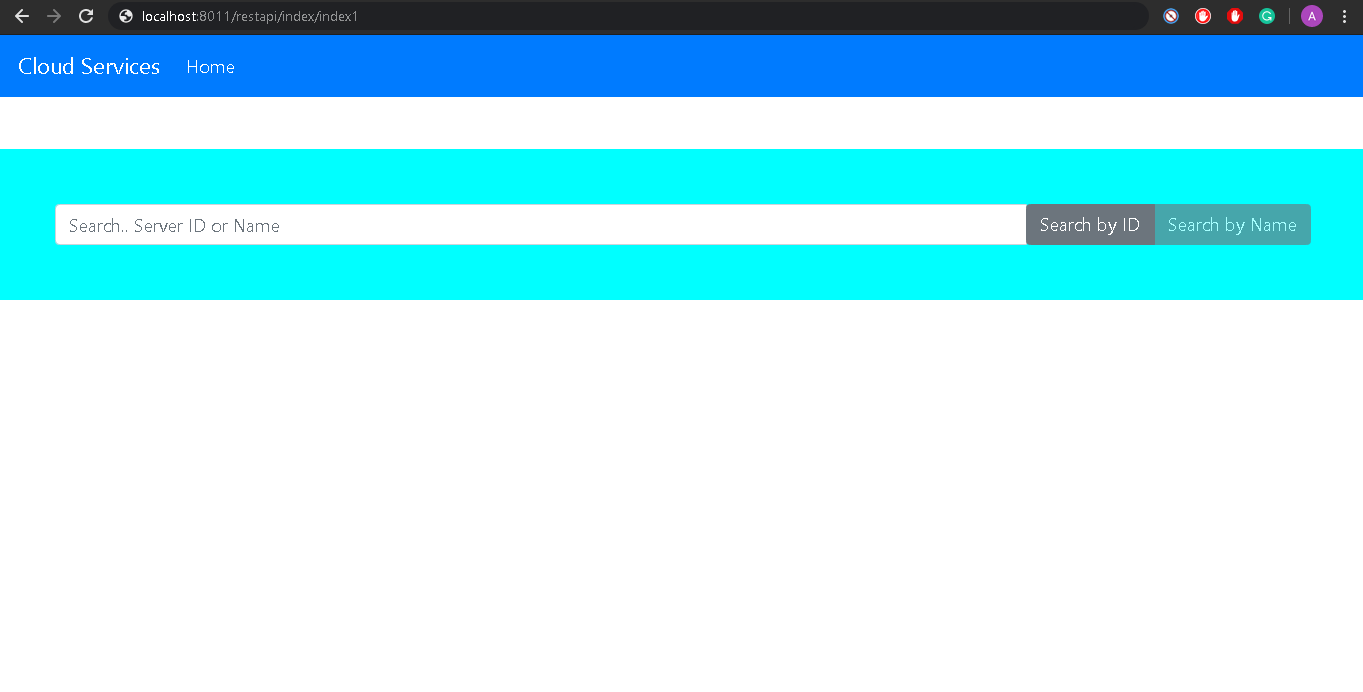 localhost:8011/restapi/index/index1
A
Cloud Services Home
Search.. Server ID or Name Search by ID Search by Name